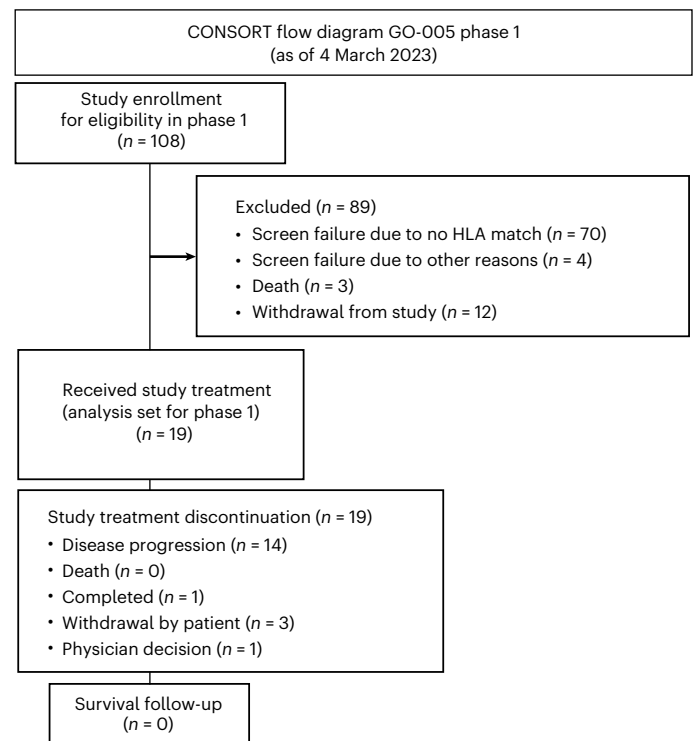 CONSORT flow diagram GO-005 phase 1
(as of 4 March 2023)
Study enrollment
for eligibility in phase 1
(n = 108)
Excluded (n = 89)
• Screen failure due to no HLA match (n = 70)
• Screen failure due to other reasons (n = 4)
• Death (n = 3)
• Withdrawal from study (n = 12)
Received study treatment
(analysis set for phase 1)
(n = 19)
Study treatment discontinuation (n = 19)
• Disease progression (n = 14)
• Death (n = 0)
• Completed (n = 1)
• Withdrawal by patient (n = 3)
• Physician decision (n = 1)
Survival follow-up
(n = 0)